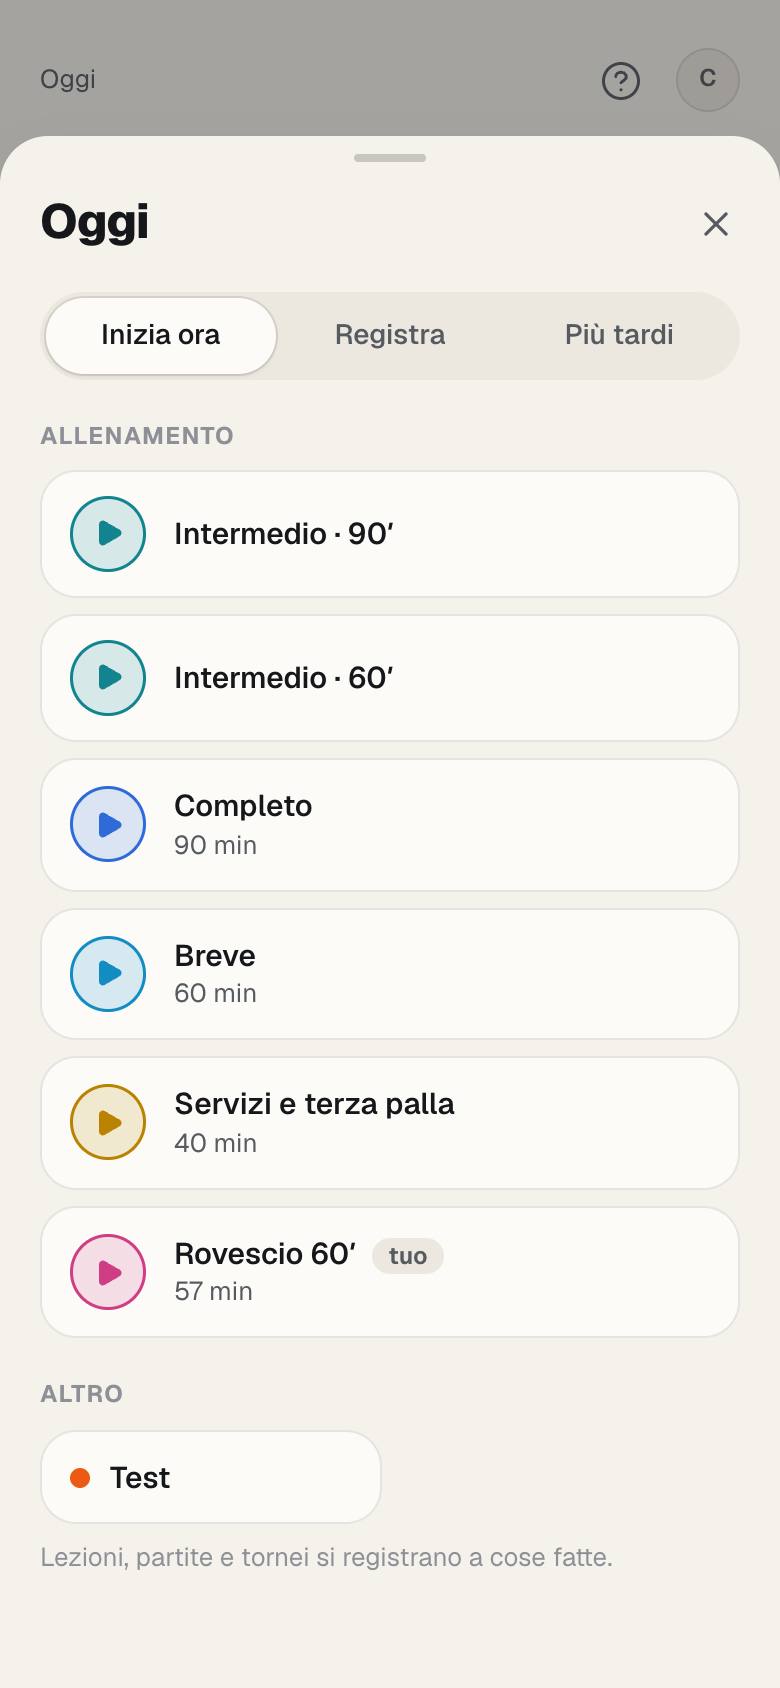 Oggi
?
C
Oggi
Inizia ora
Registra
Più tardi
ALLENAMENTO
Intermedio · 90′
Intermedio · 60′
Completo
90 min
Breve
60 min
Servizi e terza palla
40 min
Rovescio 60′ tuo
57 min
ALTRO
Test
Lezioni, partite e tornei si registrano a cose fatte.